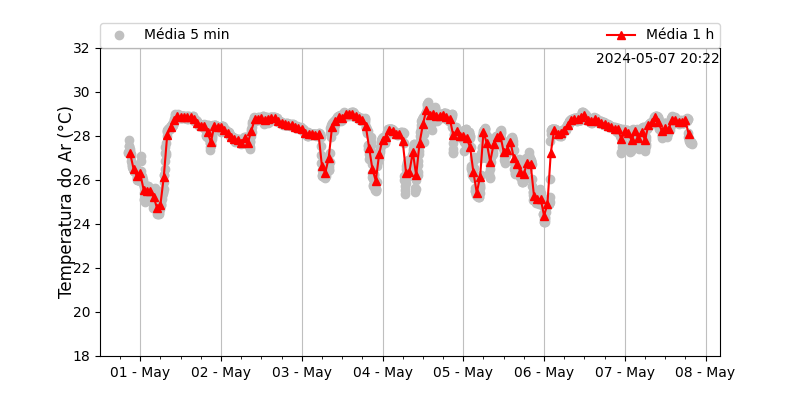 Média 5 min
Média 1 h
2024-05-07 20:22
Temperatura do Ar (°C)
32
30
28
26
24
22
20
18
01 - May
02 - May
03 - May
04 - May
05 - May
06 - May
07 - May
08 - May